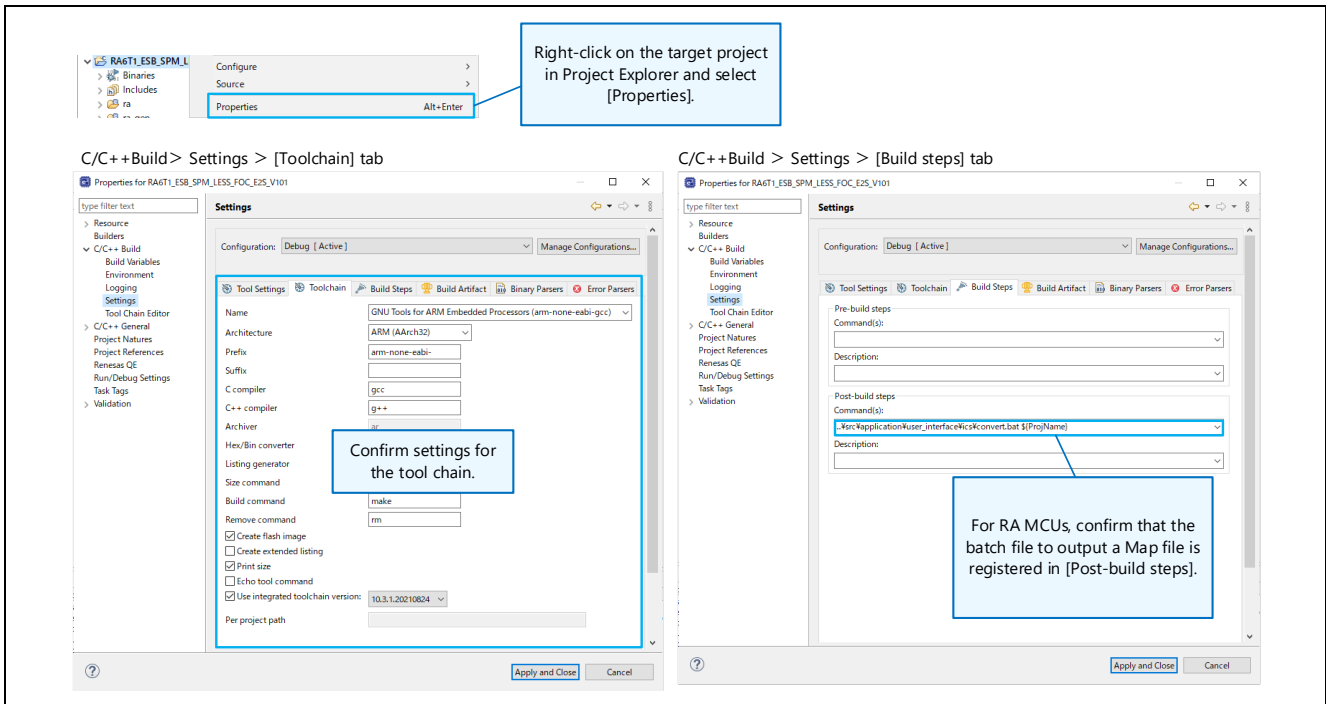 RA6T1_ESB_SPM_L
Binaries
Includes
ra
Configure
Source
Properties Alt+Enter
Right-click on the target project
in Project Explorer and select
[Properties].
C/C++Build＞ Settings ＞ [Toolchain] tab
Properties for RA6T1_ESB_SPM_LESS_FOC_E2S_V101
type filter text
Settings
Resource
Builders
C/C++ Build
Build Variables
Environment
Logging
Settings
Tool Chain Editor
C/C++ General
Project Natures
Project References
Renesas QE
Run/Debug Settings
Task Tags
Validation
Configuration: Debug [ Active ]
Manage Configurations...
Tool Settings Toolchain Build Steps Build Artifact Binary Parsers Error Parsers
Name GNU Tools for ARM Embedded Processors (arm-none-eabi-gcc)
Architecture ARM (AArch32)
Prefix arm-none-eabi-
Suffix
C compiler gcc
C++ compiler g++
Archiver ar
Hex/Bin converter
Listing generator
Size command
Build command make
Remove command rm
Confirm settings for
the tool chain.
Create flash image
Create extended listing
Print size
Echo tool command
Use integrated toolchain version: 10.3.1.20210824
Per project path
Apply and Close Cancel
C/C++Build ＞ Settings ＞ [Build steps] tab
Properties for RA6T1_ESB_SPM_LESS_FOC_E2S_V101
type filter text
Settings
Resource
Builders
C/C++ Build
Build Variables
Environment
Logging
Settings
Tool Chain Editor
C/C++ General
Project Natures
Project References
Renesas QE
Run/Debug Settings
Task Tags
Validation
Configuration: Debug [ Active ]
Manage Configurations...
Tool Settings Toolchain Build Steps Build Artifact Binary Parsers Error Parsers
Pre-build steps
Command(s):
Description:
Post-build steps
Command(s):
..¥src¥application¥user_interface¥ics¥convert.bat ${ProjName}
Description:
For RA MCUs, confirm that the
batch file to output a Map file is
registered in [Post-build steps].
Apply and Close Cancel